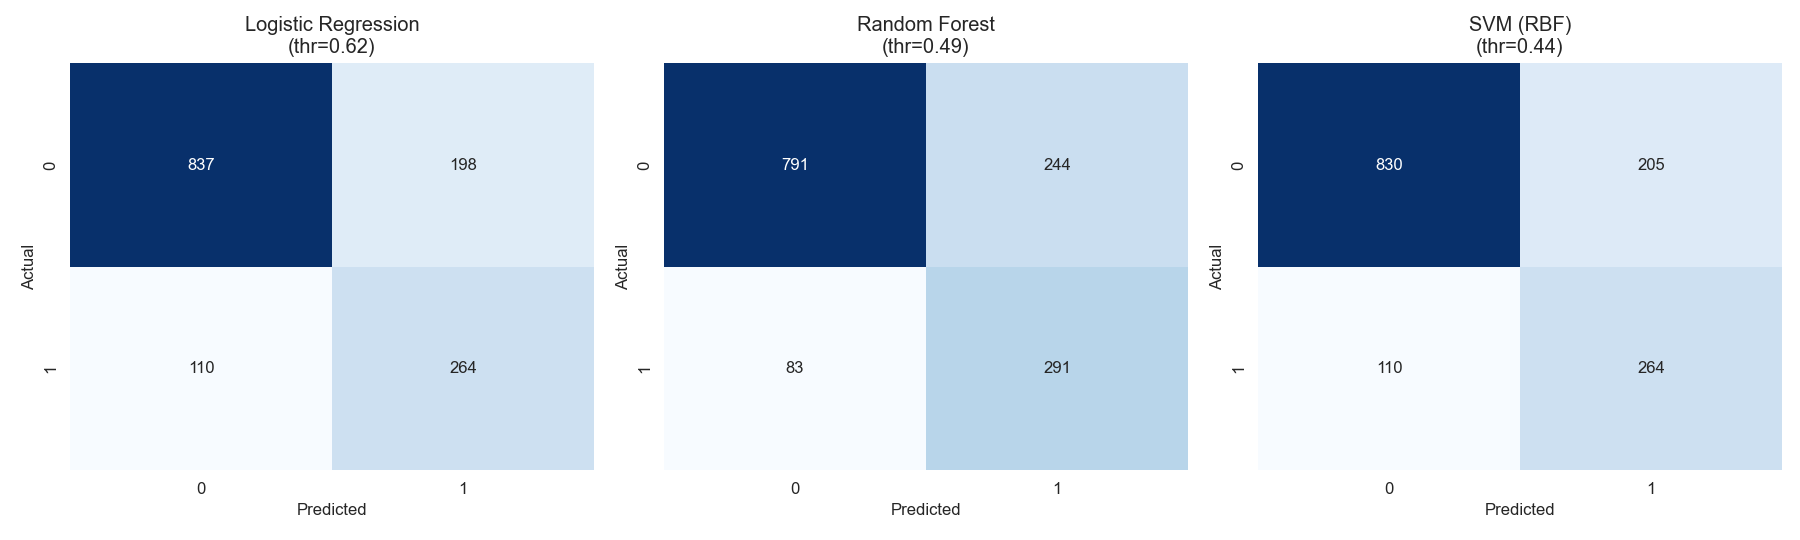 Logistic Regression
(thr=0.62)
Actual
0
837
198
1
110
264
0
1
Predicted
Random Forest
(thr=0.49)
Actual
0
791
244
1
83
291
0
1
Predicted
SVM (RBF)
(thr=0.44)
Actual
0
830
205
1
110
264
0
1
Predicted